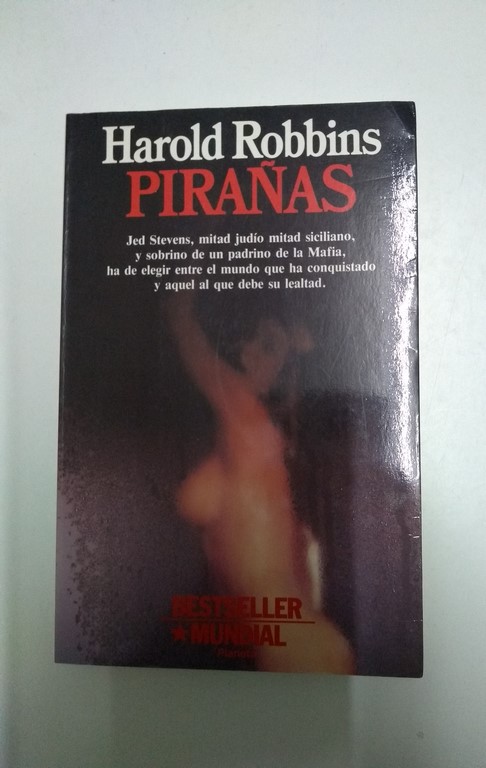 Harold Robbins
PIRAÑAS
Jed Stevens, mitad judío mitad siciliano,
y sobrino de un padrino de la Mafia,
ha de elegir entre el mundo que ha conquistado
y aquel al que debe su lealtad.
BESTSELLER
MUNDIAL
Planeta